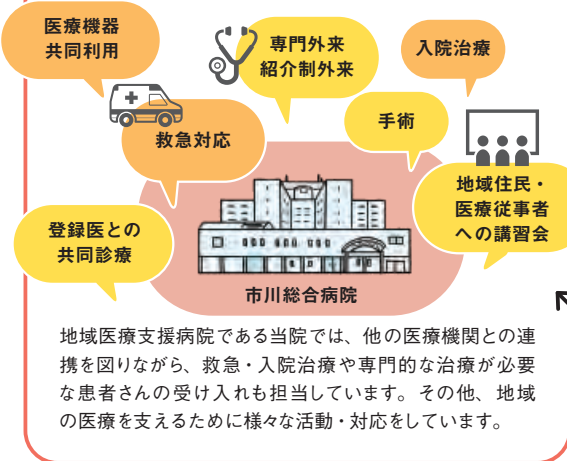 医療機器
共同利用
専門外来
紹介制外来
入院治療
救急対応
手術
登録医との
共同診療
地域住民・
医療従事者
への講習会
市川総合病院
地域医療支援病院である当院では、他の医療機関との連
携を図りながら、救急・入院治療や専門的な治療が必要
な患者さんの受け入れも担当しています。その他、地域
の医療を支えるために様々な活動・対応をしています。